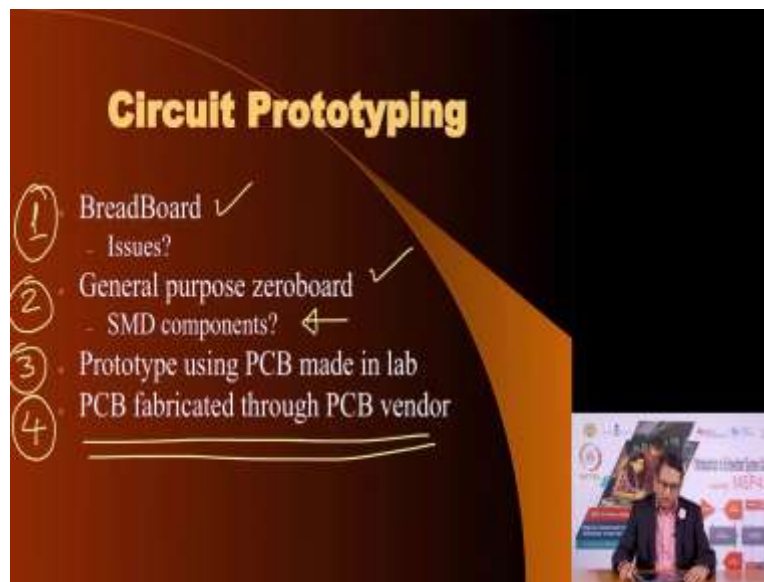 Circuit Prototyping
1 BreadBoard
– Issues?
2 General purpose zeroboard
– SMD components?
3 Prototype using PCB made in lab
4 PCB fabricated through PCB vendor